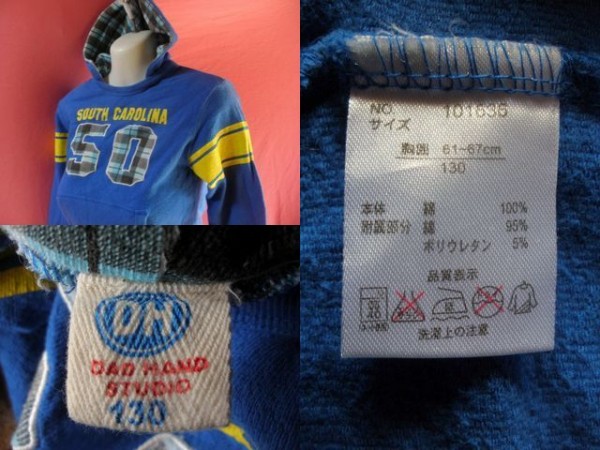 SOUTH CAROLINA
50
NO 101636
サイズ
胸囲 61~67cm
130
本体 綿 100%
附属部分 綿 95%
ポリウレタン 5%
品質表示
洗濯上の注意
DH
DAD HAND
STUDIO
130